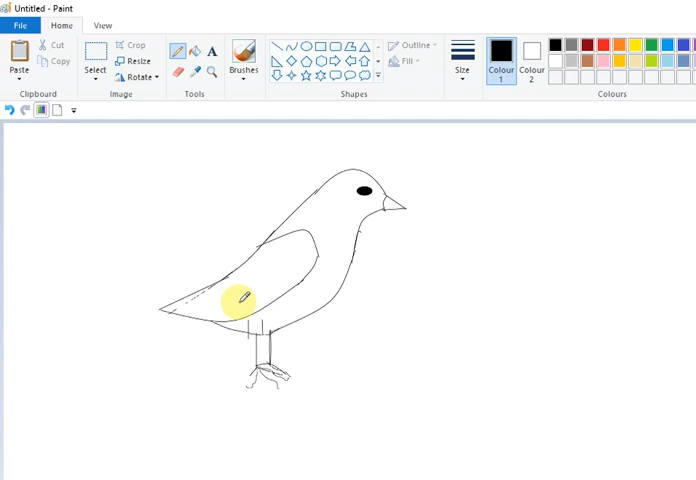 Untitled - Paint
File Home View
Paste
Cut
Copy
Clipboard
Select
Crop
Resize
Rotate
Image
Tools
Brushes
Shapes
Outline
Fill
Size
Colour
1
Colour
2
Colours